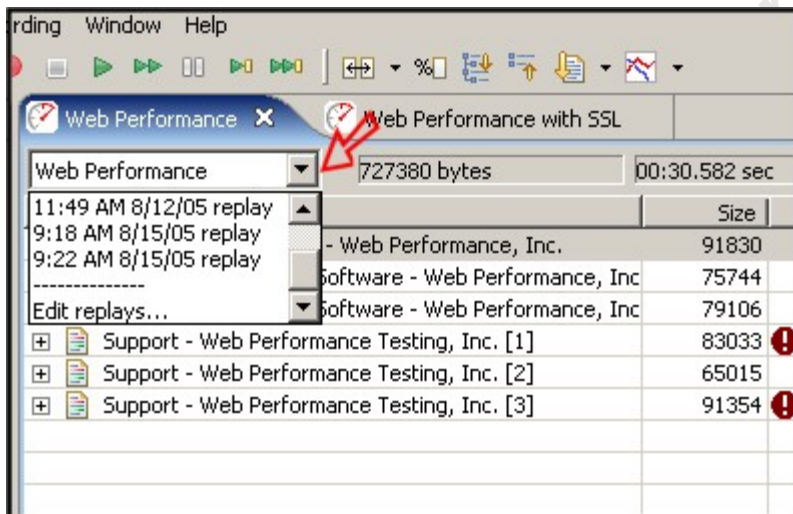 rding Window Help
Web Performance
Web Performance with SSL
Web Performance 727380 bytes 00:30.582 sec
Size
11:49 AM 8/12/05 replay
9:18 AM 8/15/05 replay
9:22 AM 8/15/05 replay
--------------
Edit replays...
- Web Performance, Inc. 91830
Software - Web Performance, Inc 75744
Software - Web Performance, Inc 79106
Support - Web Performance Testing, Inc. [1] 83033
Support - Web Performance Testing, Inc. [2] 65015
Support - Web Performance Testing, Inc. [3] 91354